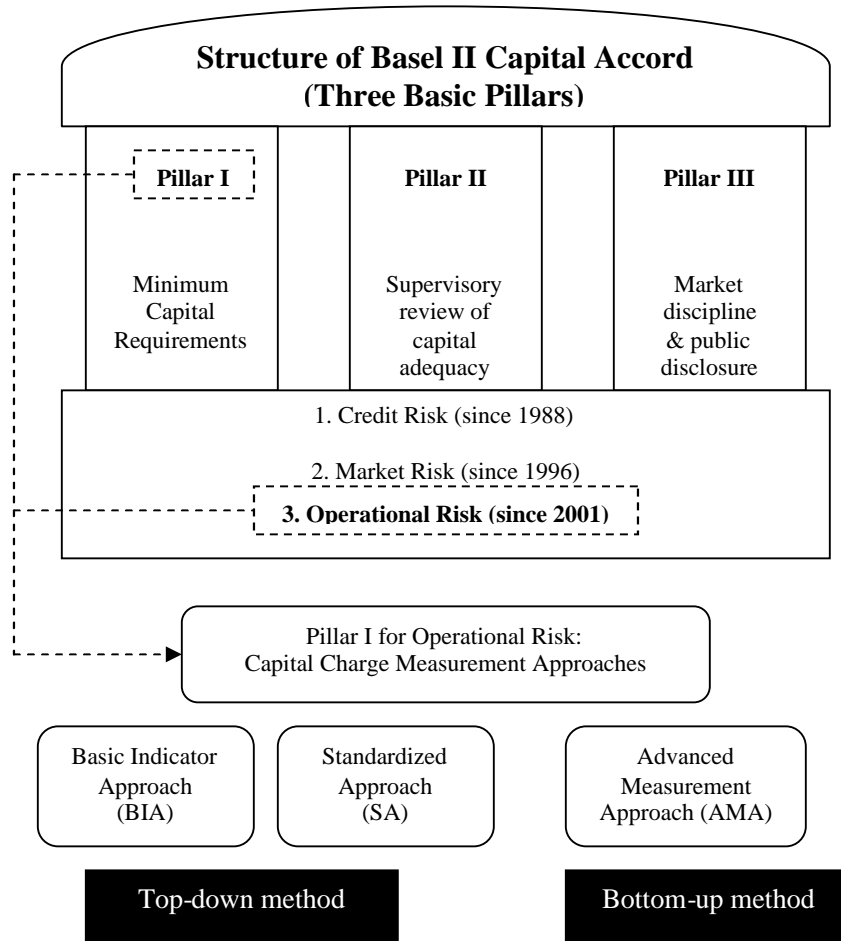 Structure of Basel II Capital Accord
(Three Basic Pillars)
Pillar I
Pillar II
Pillar III
Minimum
Capital
Requirements
Supervisory
review of
capital
adequacy
Market
discipline
& public
disclosure
1. Credit Risk (since 1988)
2. Market Risk (since 1996)
3. Operational Risk (since 2001)
Pillar I for Operational Risk:
Capital Charge Measurement Approaches
Basic Indicator
Approach
(BIA)
Standardized
Approach
(SA)
Advanced
Measurement
Approach (AMA)
Top-down method
Bottom-up method